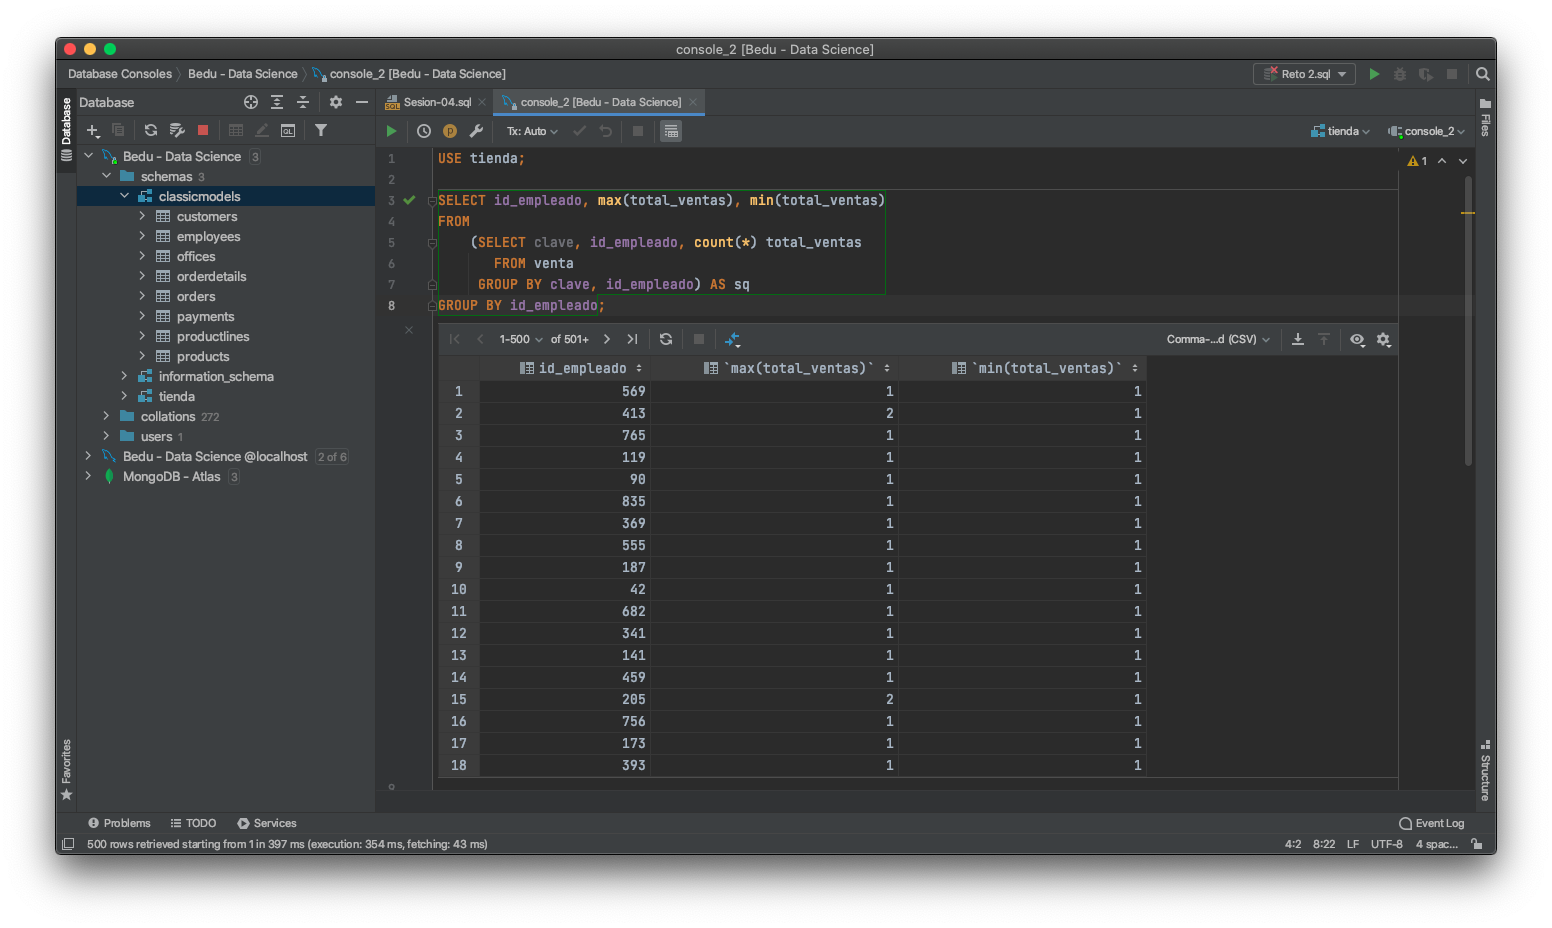 console_2 [Bedu - Data Science]
Database Consoles Bedu - Data Science console_2 [Bedu - Data Science]
Reto 2.sql
Database
Database
Sesion-04.sql
console_2 [Bedu - Data Science]
Files
Tx: Auto
tienda
console_2
Bedu - Data Science 3
schemas 3
classicmodels
customers
employees
offices
orderdetails
orders
payments
productlines
products
information_schema
tienda
collations 272
users 1
Bedu - Data Science @localhost 2 of 6
MongoDB - Atlas 3
1 USE tienda;
1
2
3 SELECT id_empleado, max(total_ventas), min(total_ventas)
4 FROM
5 (SELECT clave, id_empleado, count(*) total_ventas
6 FROM venta
7 GROUP BY clave, id_empleado) AS sq
8 GROUP BY id_empleado;
1-500 of 501+
Comma-...d (CSV)
id_empleado `max(total_ventas)` `min(total_ventas)`
1 569 1 1
2 413 2 1
3 765 1 1
4 119 1 1
5 90 1 1
6 835 1 1
7 369 1 1
8 555 1 1
9 187 1 1
10 42 1 1
11 682 1 1
12 341 1 1
13 141 1 1
14 459 1 1
15 205 2 1
16 756 1 1
17 173 1 1
18 393 1 1
9
Favorites
Structure
Problems TODO Services
Event Log
500 rows retrieved starting from 1 in 397 ms (execution: 354 ms, fetching: 43 ms)
4:2 8:22 LF UTF-8 4 spac...